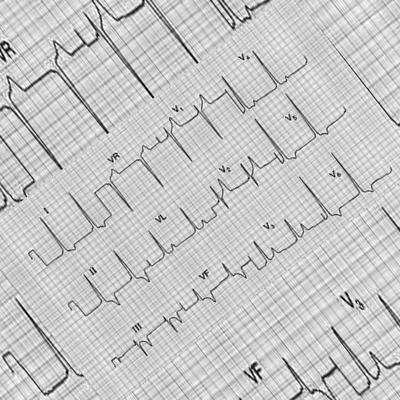 VR
I VR V₁ V₄
II VL V₂ V₅
III VF V₃ V₆
VF V₃